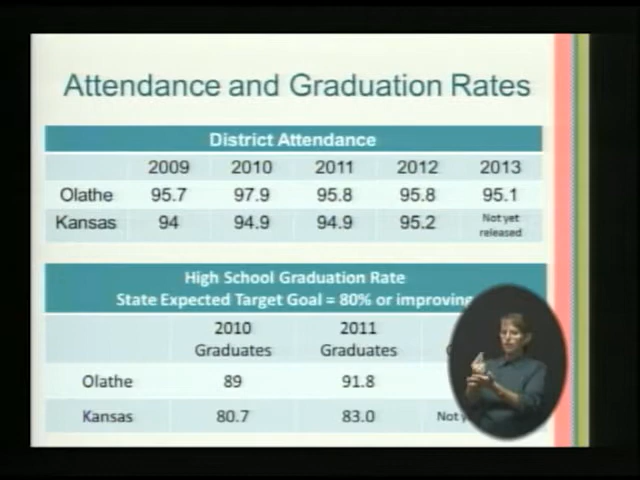 Attendance and Graduation Rates
District Attendance
2009 2010 2011 2012 2013
Olathe 95.7 97.9 95.8 95.8 95.1
Kansas 94 94.9 94.9 95.2 Not yet
released
High School Graduation Rate
State Expected Target Goal = 80% or improving
2010 2011
Graduates Graduates
Olathe 89 91.8
Kansas 80.7 83.0 Not